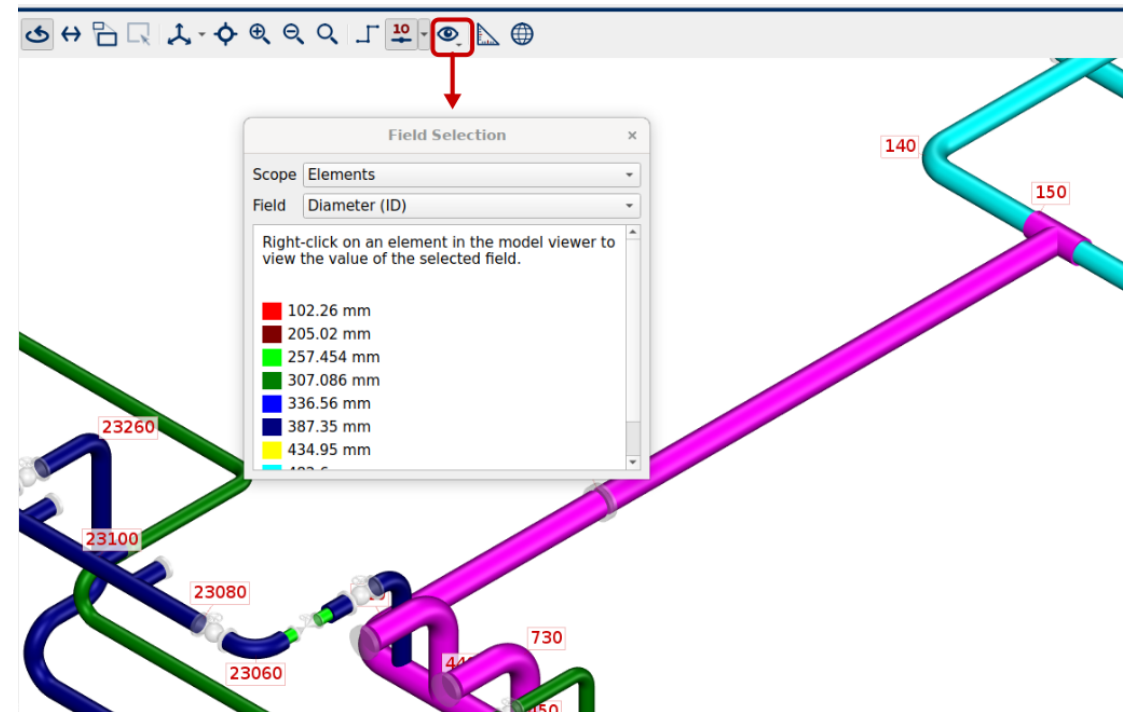 10
Field Selection
×
Scope Elements
Field Diameter (ID)
Right-click on an element in the model viewer to
view the value of the selected field.
102.26 mm
205.02 mm
257.454 mm
307.086 mm
336.56 mm
387.35 mm
434.95 mm
140
150
23260
23100
23080
23060
730